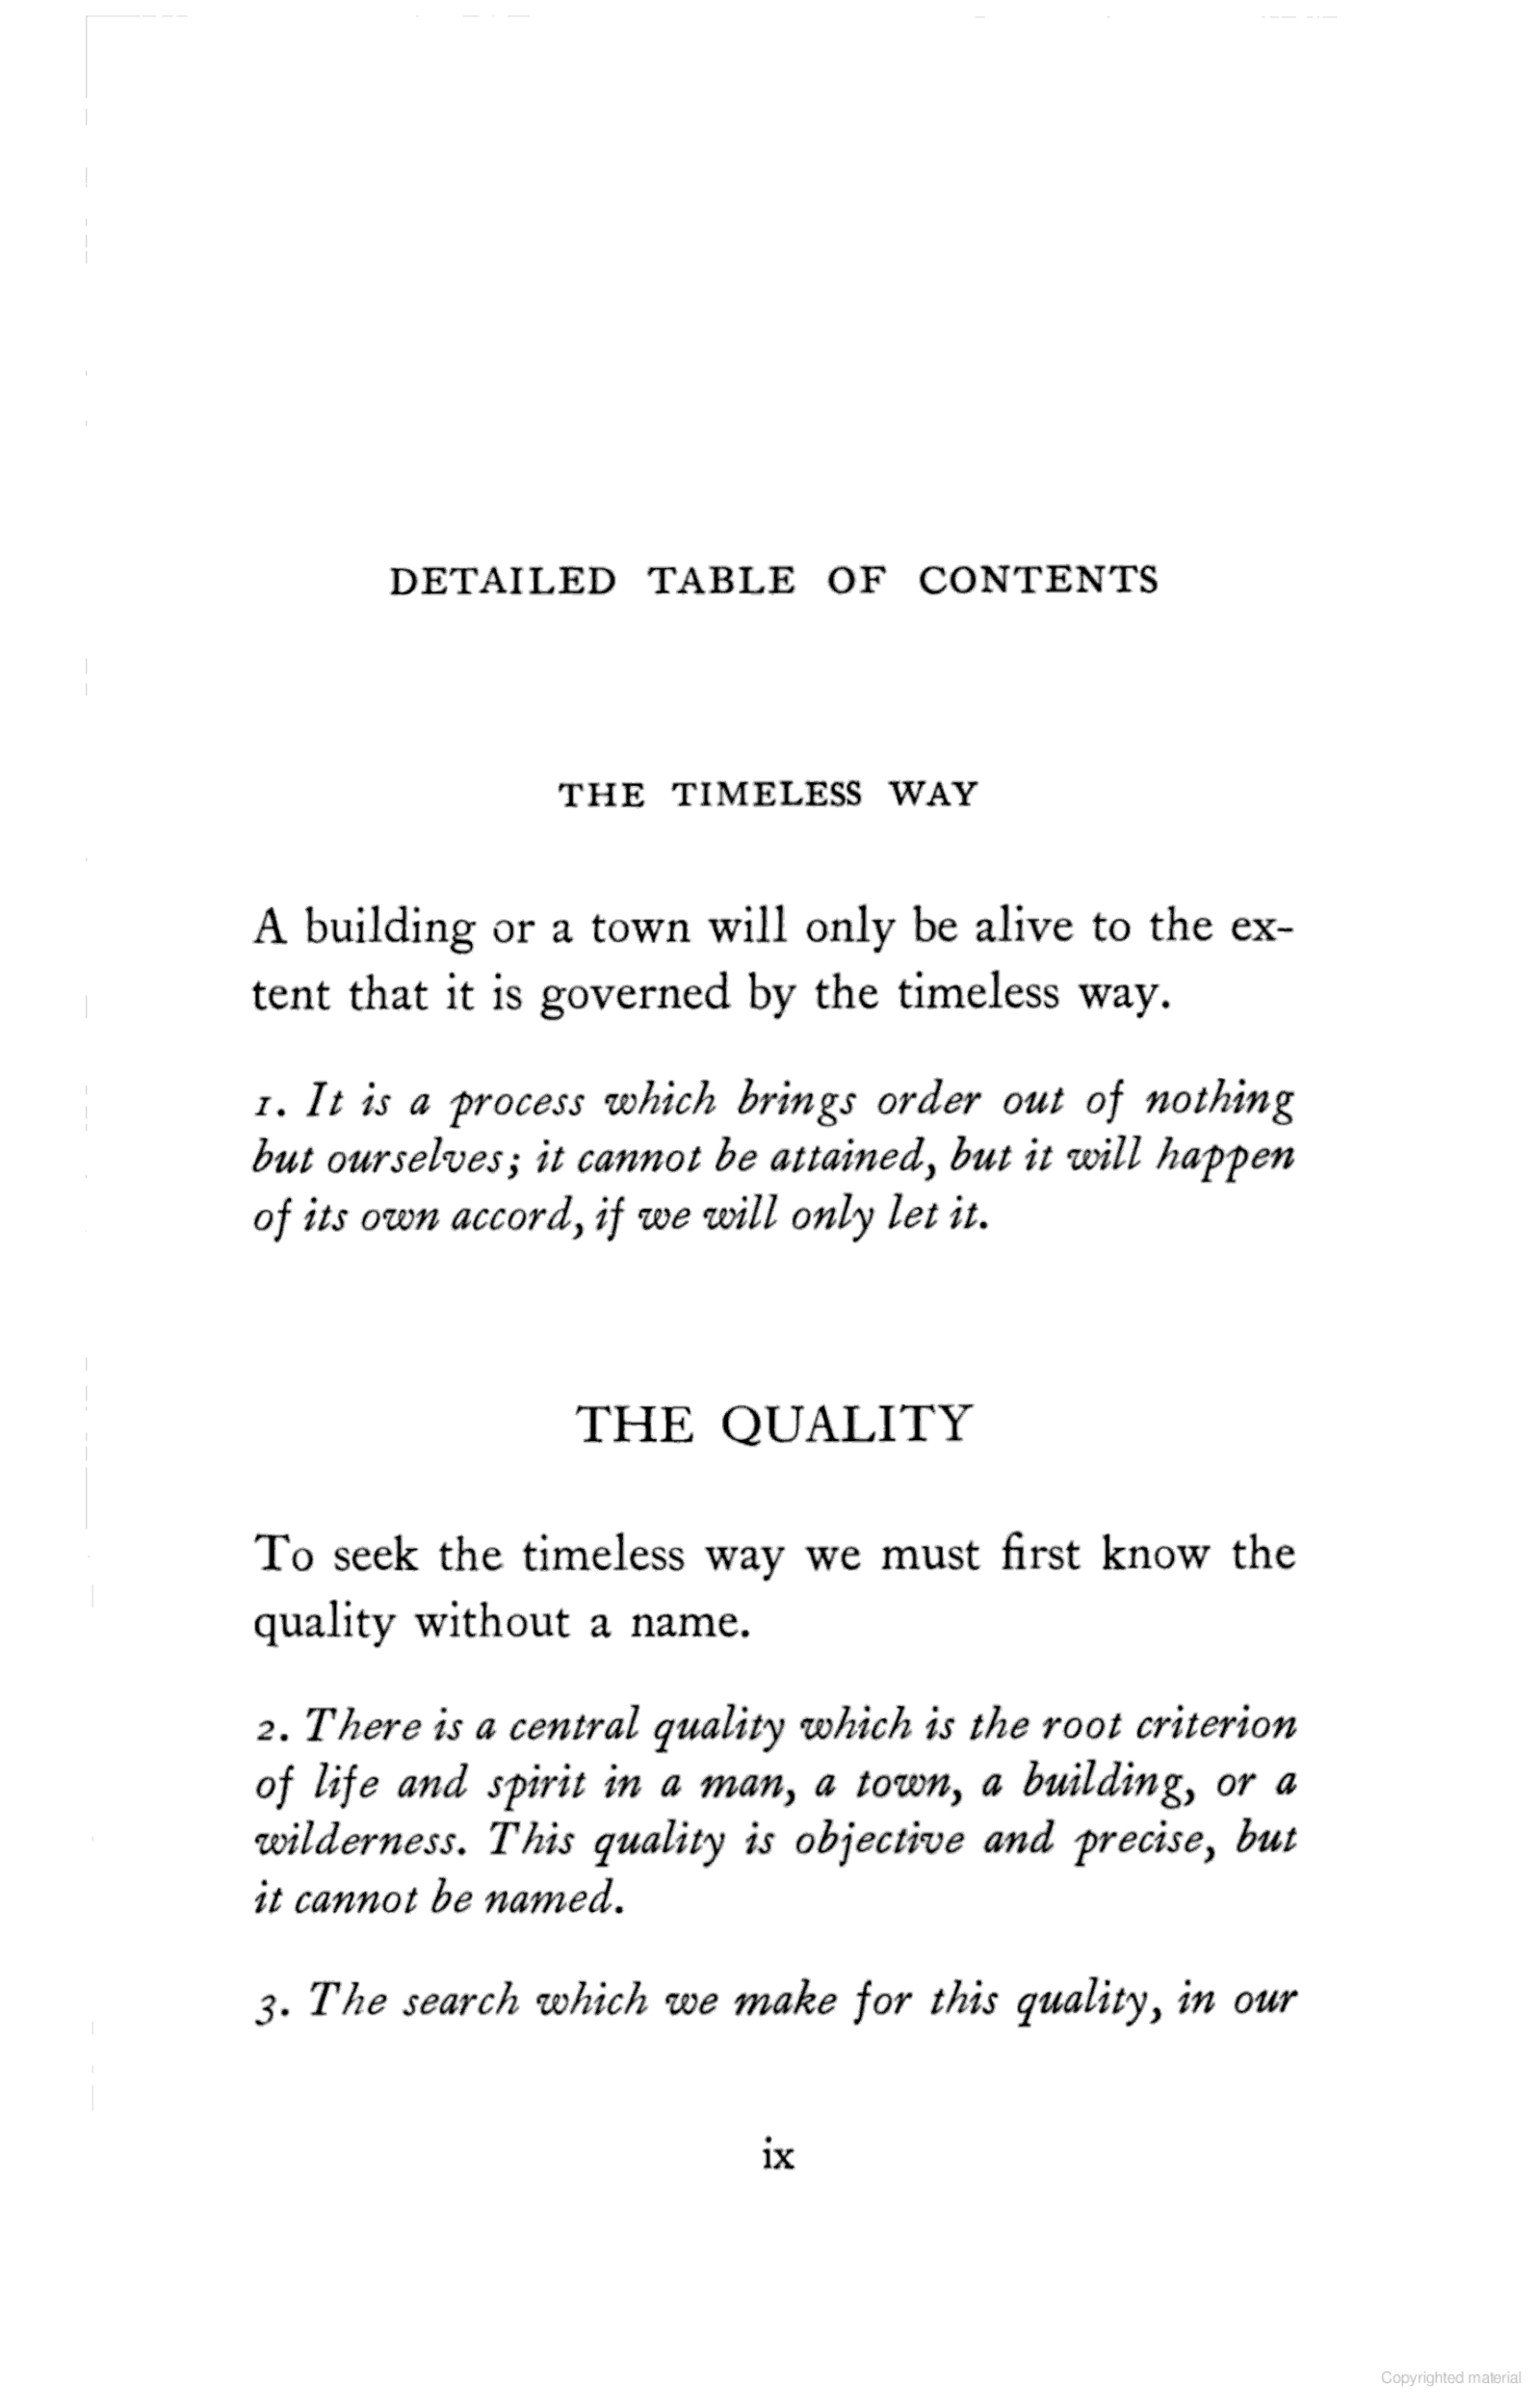 DETAILED TABLE OF CONTENTS
THE TIMELESS WAY
A building or a town will only be alive to the ex-
tent that it is governed by the timeless way.
1. It is a process which brings order out of nothing
but ourselves; it cannot be attained, but it will happen
of its own accord, if we will only let it.
THE QUALITY
To seek the timeless way we must first know the
quality without a name.
2. There is a central quality which is the root criterion
of life and spirit in a man, a town, a building, or a
wilderness. This quality is objective and precise, but
it cannot be named.
3. The search which we make for this quality, in our
ix
Copyrighted material